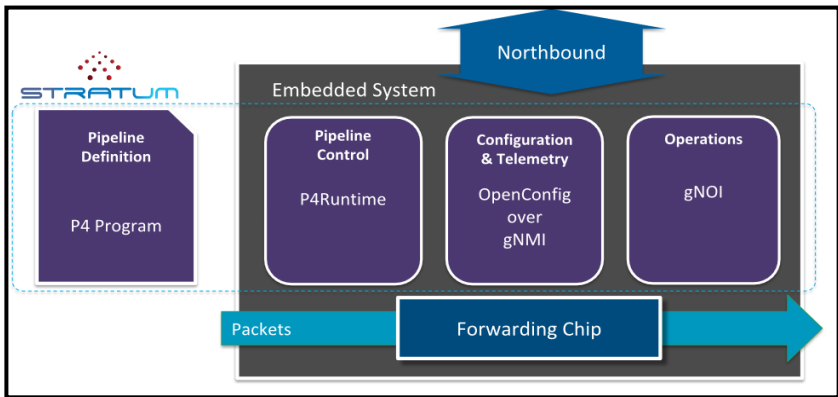 Northbound
STRATUM
Embedded System
Pipeline
Definition
P4 Program
Pipeline
Control
P4Runtime
Configuration
& Telemetry
OpenConfig
over
gNMI
Operations
gNOI
Packets
Forwarding Chip